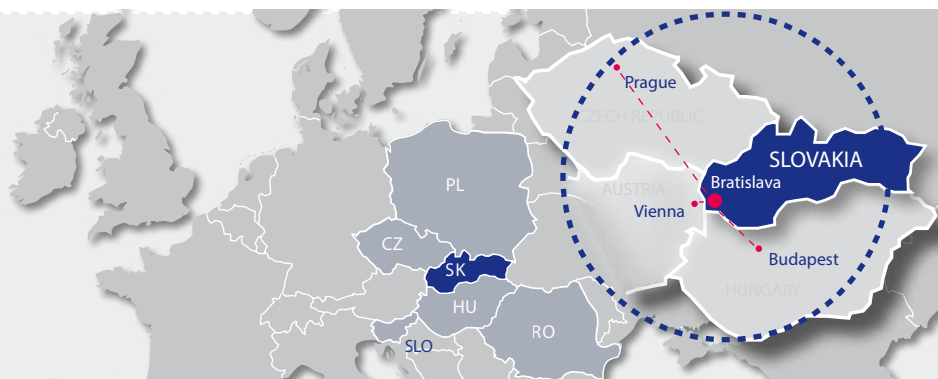 PL
CZ
SK
HU
SLO
RO
Prague
CZECH REPUBLIC
SLOVAKIA
Bratislava
AUSTRIA
Vienna
Budapest
HUNGARY